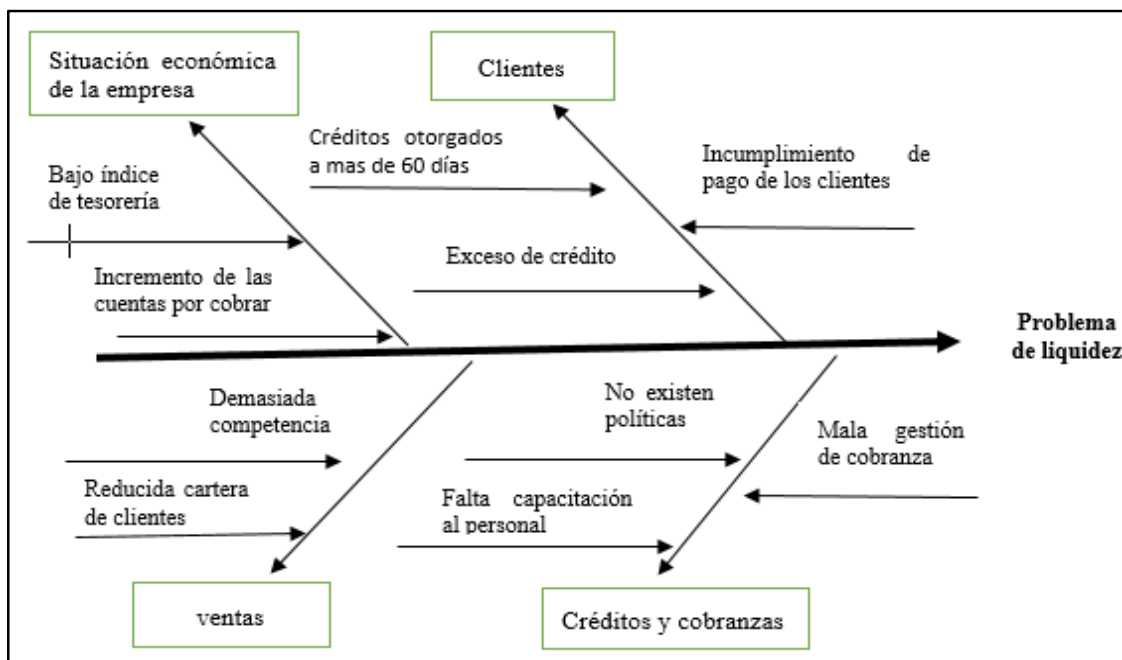 Situación económica
de la empresa
Clientes
Créditos otorgados
a mas de 60 días
Incumplimiento de
pago de los clientes
Bajo índice
de tesorería
Exceso de crédito
Incremento de las
cuentas por cobrar
Problema
de liquidez
Demasiada
competencia
No existen
políticas
Mala gestión
de cobranza
Reducida cartera
de clientes
Falta capacitación
al personal
ventas
Créditos y cobranzas